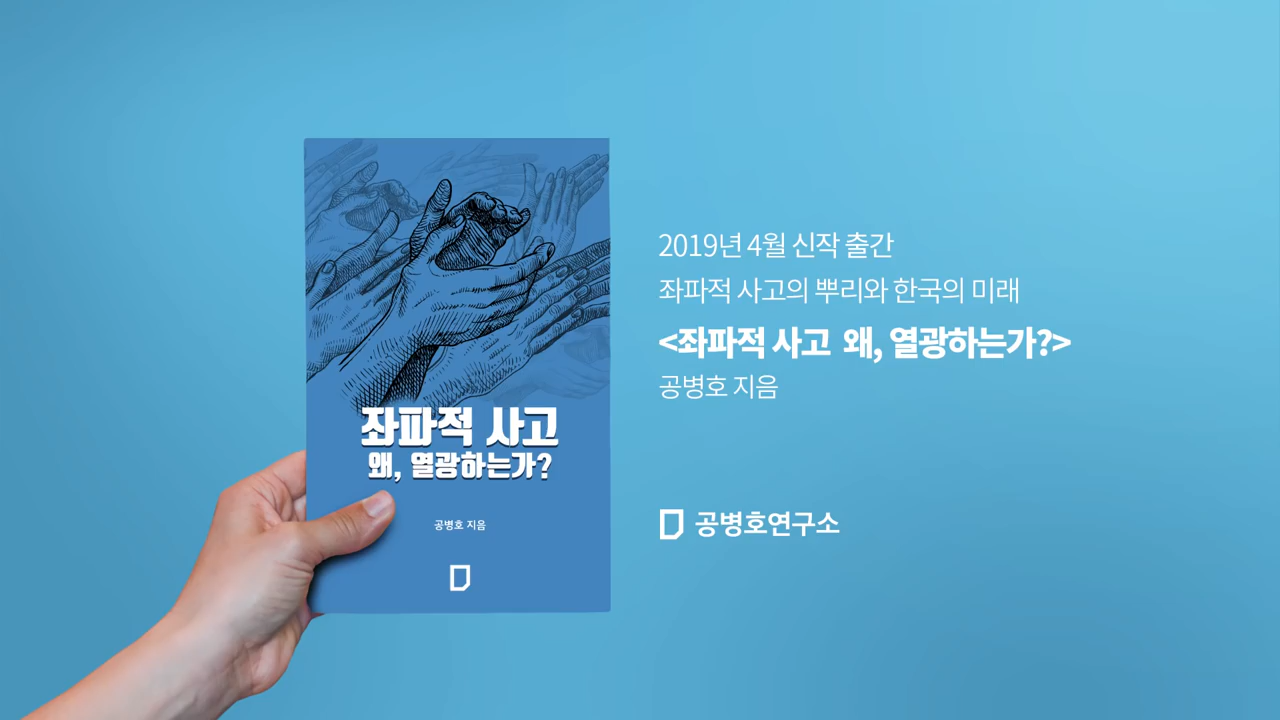 좌파적 사고
왜, 열광하는가?
공병호 지음
2019년 4월 신작 출간
좌파적 사고의 뿌리와 한국의 미래
<좌파적 사고 왜, 열광하는가?>
공병호 지음
공병호연구소